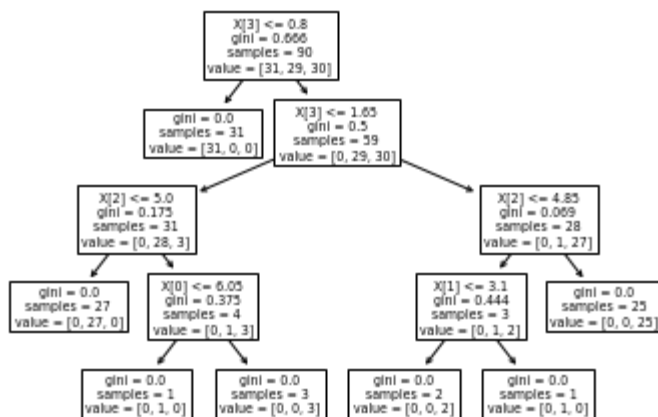 X[3] <= 0.8
gini = 0.666
samples = 90
value = [31, 29, 30]
gini = 0.0
samples = 31
value = [31, 0, 0]
X[3] <= 1.65
gini = 0.5
samples = 59
value = [0, 29, 30]
X[2] <= 5.0
gini = 0.175
samples = 31
value = [0, 28, 3]
X[2] <= 4.85
gini = 0.069
samples = 28
value = [0, 1, 27]
gini = 0.0
samples = 27
value = [0, 27, 0]
X[0] <= 6.05
gini = 0.375
samples = 4
value = [0, 1, 3]
X[1] <= 3.1
gini = 0.444
samples = 3
value = [0, 1, 2]
gini = 0.0
samples = 25
value = [0, 0, 25]
gini = 0.0
samples = 1
value = [0, 1, 0]
gini = 0.0
samples = 3
value = [0, 0, 3]
gini = 0.0
samples = 2
value = [0, 0, 2]
gini = 0.0
samples = 1
value = [0, 1, 0]